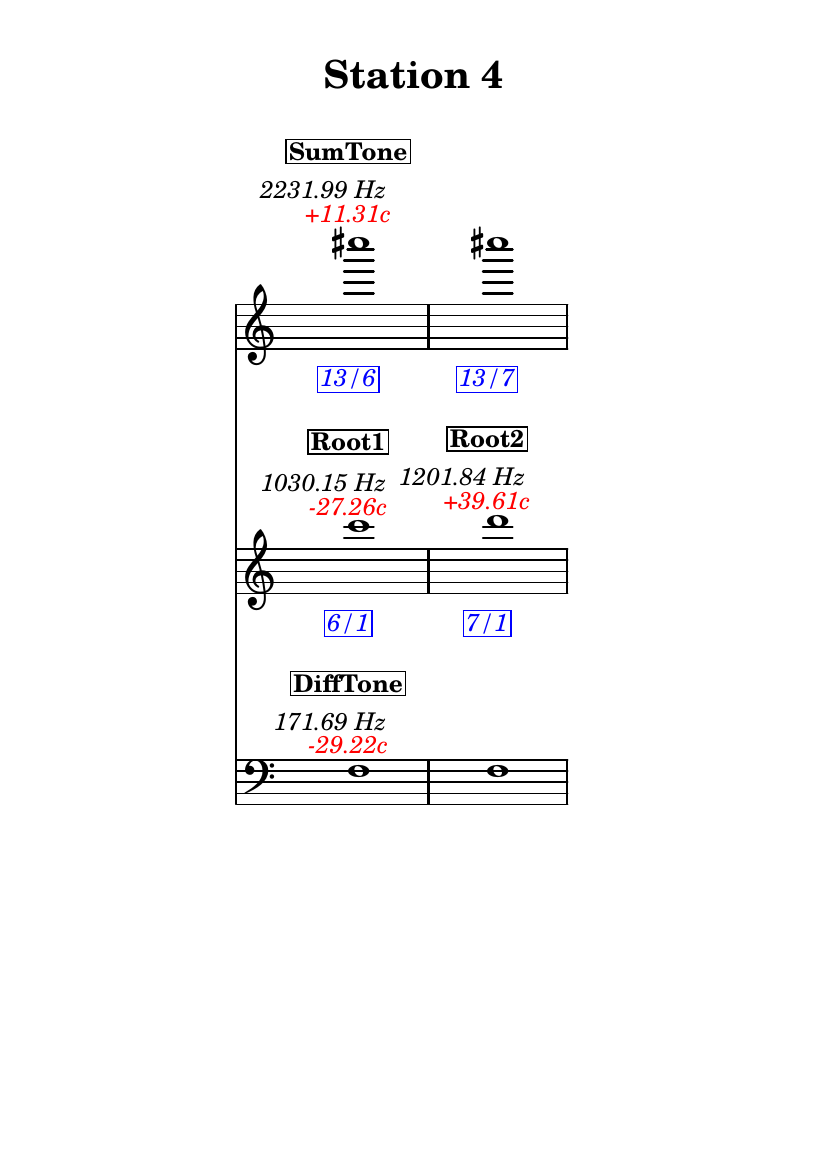 Station 4
SumTone
2231.99 Hz
+11.31c
13/6
13/7
Root1
Root2
1030.15 Hz
1201.84 Hz
-27.26c
+39.61c
6/1
7/1
DiffTone
171.69 Hz
-29.22c